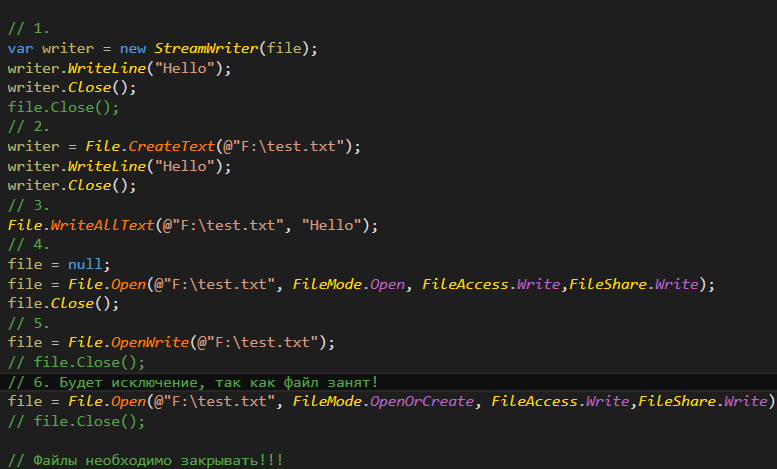 // 1.
var writer = new StreamWriter(file);
writer.WriteLine("Hello");
writer.Close();
file.Close();
// 2.
writer = File.CreateText(@"F:\test.txt");
writer.WriteLine("Hello");
writer.Close();
// 3.
File.WriteAllText(@"F:\test.txt", "Hello");
// 4.
file = null;
file = File.Open(@"F:\test.txt", FileMode.Open, FileAccess.Write,FileShare.Write);
file.Close();
// 5.
file = File.OpenWrite(@"F:\test.txt");
// file.Close();
// 6. Будет исключение, так как файл занят!
file = File.Open(@"F:\test.txt", FileMode.OpenOrCreate, FileAccess.Write,FileShare.Write)
// file.Close();
// Файлы необходимо закрывать!!!